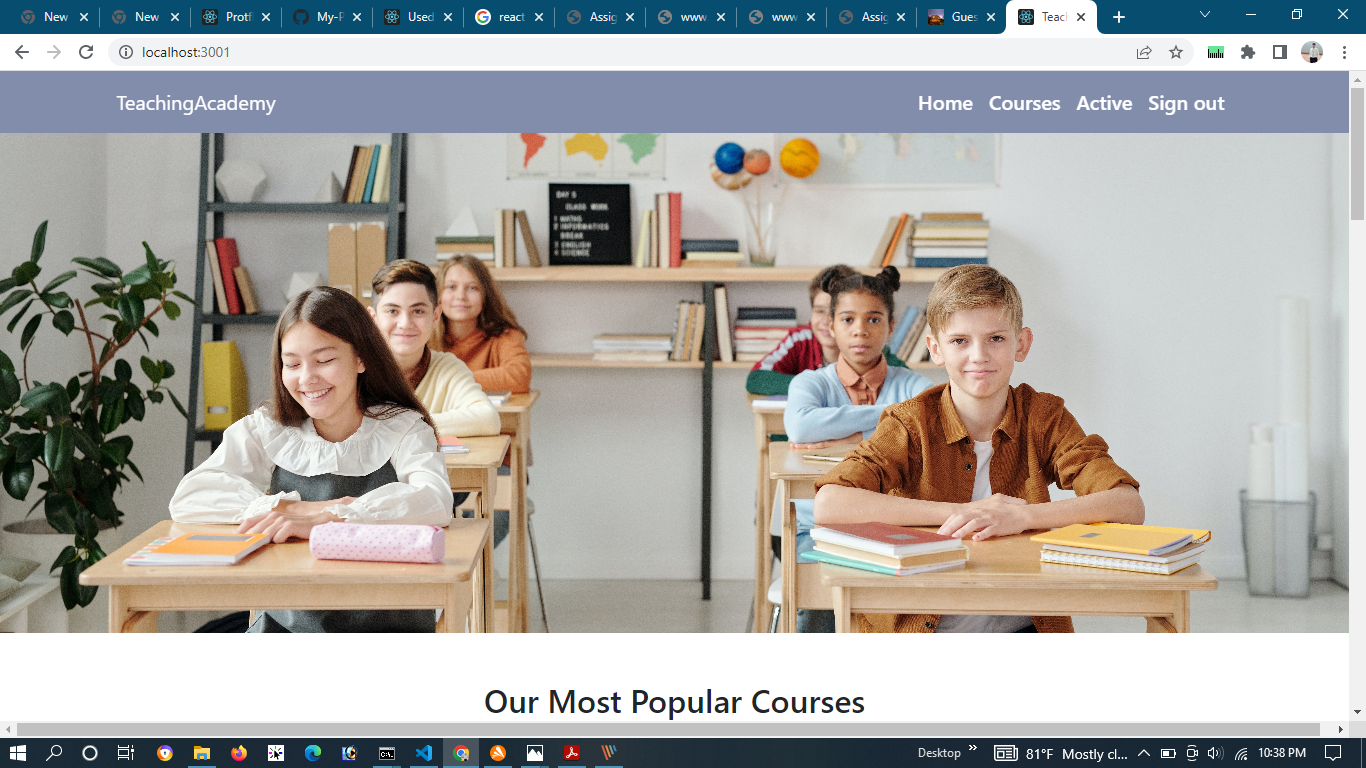 New
New
Protf
My-P
Used
react
Assig
www
www
Assig
Gues
Teach
localhost:3001
TeachingAcademy
Home Courses Active Sign out
DAY 5
CLASS WORK
1 MATHS
2 INFORMATICS
BREAK
3 ENGLISH
4 SCIENCE
Our Most Popular Courses
Desktop
81°F Mostly cl...
10:38 PM